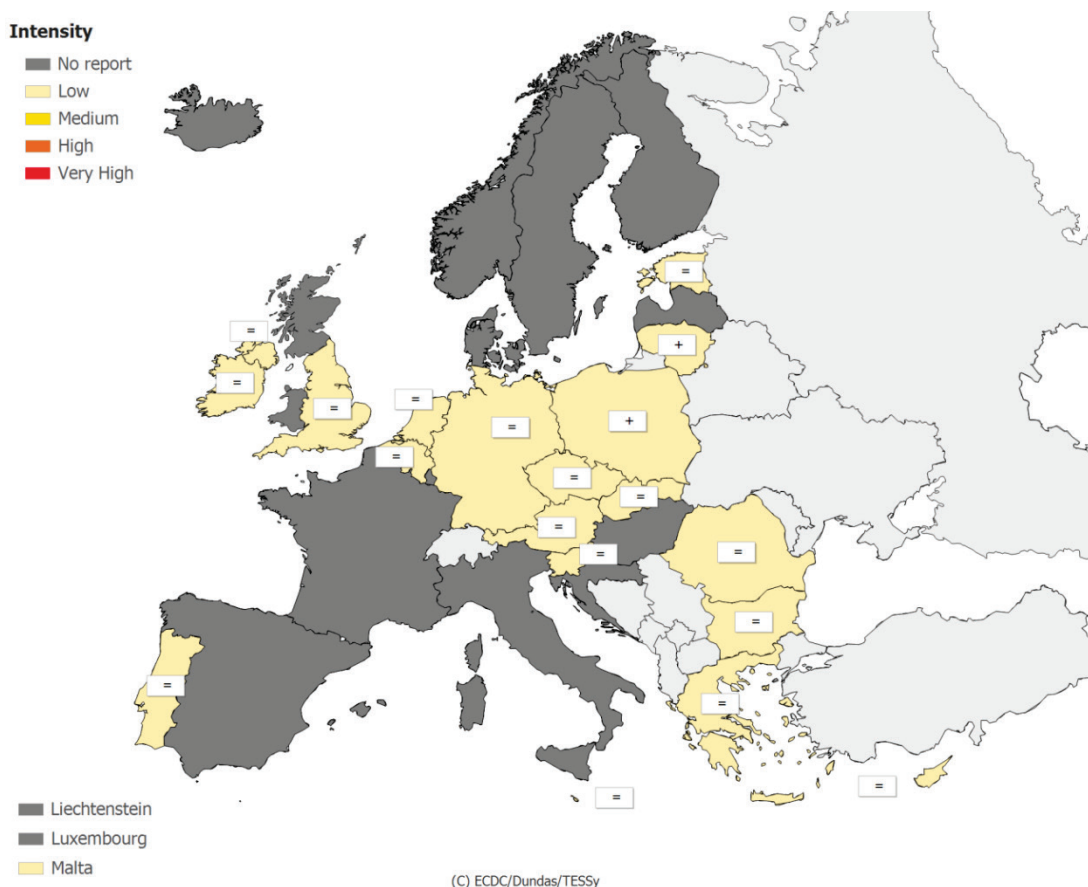 Intensity
No report
Low
Medium
High
Very High
=
+
=
=
=
=
=
+
=
=
=
=
=
=
=
=
=
=
=
Liechtenstein
Luxembourg
Malta
(C) ECDC/Dundas/TESSy